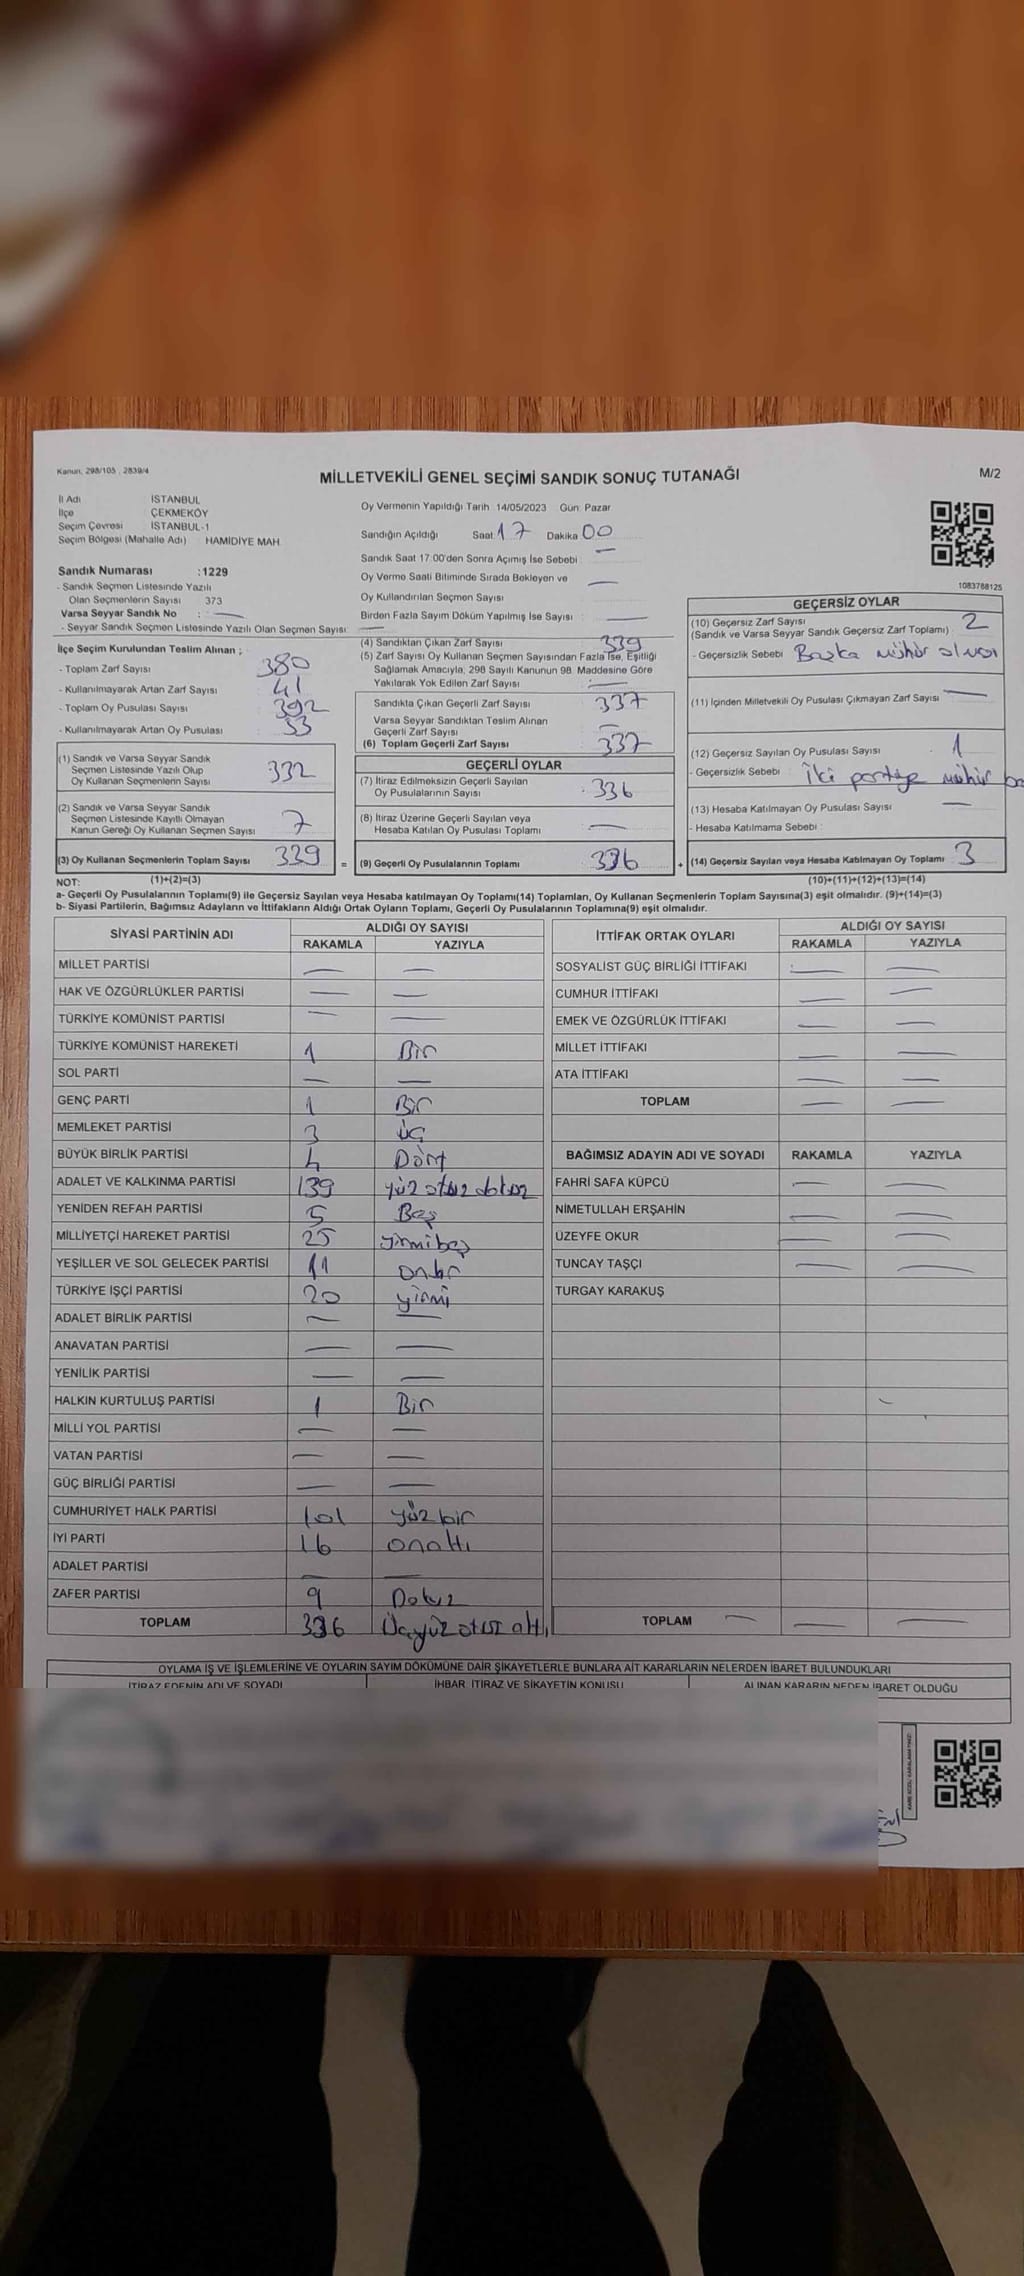 Kanun: 298/105 , 2839/4
MİLLETVEKİLİ GENEL SEÇİMİ SANDIK SONUÇ TUTANAĞI
M/2
İl Adı : İSTANBUL
İlçe : ÇEKMEKÖY
Seçim Çevresi : İSTANBUL-1
Seçim Bölgesi (Mahalle Adı) : HAMİDİYE MAH.
Sandık Numarası :1229
- Sandık Seçmen Listesinde Yazılı
Olan Seçmenlerin Sayısı : 373
Varsa Seyyar Sandık No : —
- Seyyar Sandık Seçmen Listesinde Yazılı Olan Seçmen Sayısı : —
İlçe Seçim Kurulundan Teslim Alınan ;
- Toplam Zarf Sayısı 380
- Kullanılmayarak Artan Zarf Sayısı 41
- Toplam Oy Pusulası Sayısı 392
- Kullanılmayarak Artan Oy Pusulası 53
(1) Sandık ve Varsa Seyyar Sandık
Seçmen Listesinde Yazılı Olup
Oy Kullanan Seçmenlerin Sayısı 332
(2) Sandık ve Varsa Seyyar Sandık
Seçmen Listesinde Kayıtlı Olmayan
Kanun Gereği Oy Kullanan Seçmen Sayısı 7
(3) Oy Kullanan Seçmenlerin Toplam Sayısı 339
(1)+(2)=(3)
Oy Vermenin Yapıldığı Tarih 14/05/2023 Gün: Pazar
Sandığın Açıldığı Saat 17 Dakika 00
Sandık Saat 17:00'den Sonra Açımış İse Sebebi : —
Oy Verme Saati Bitiminde Sırada Bekleyen ve —
Oy Kullandırılan Seçmen Sayısı :
Birden Fazla Sayım Döküm Yapılmış İse Sayısı : —
(4) Sandıktan Çıkan Zarf Sayısı 339
(5) Zarf Sayısı Oy Kullanan Seçmen Sayısından Fazla İse, Eşitliği
Sağlamak Amacıyla, 298 Sayılı Kanunun 98. Maddesine Göre
Yakılarak Yok Edilen Zarf Sayısı : —
Sandıkta Çıkan Geçerli Zarf Sayısı 337
Varsa Seyyar Sandıktan Teslim Alınan
Geçerli Zarf Sayısı —
(6) Toplam Geçerli Zarf Sayısı 337
GEÇERLİ OYLAR
(7) İtiraz Edilmeksizin Geçerli Sayılan
Oy Pusulalarının Sayısı : 336
(8) İtiraz Üzerine Geçerli Sayılan veya
Hesaba Katılan Oy Pusulası Toplamı —
= (9) Geçerli Oy Pusulalarının Toplamı : 336 +
1083788125
GEÇERSİZ OYLAR
(10) Geçersiz Zarf Sayısı 2
(Sandık ve Varsa Seyyar Sandık Geçersiz Zarf Toplamı)
- Geçersizlik Sebebi : Başka mühür olması
(11) İçinden Milletvekili Oy Pusulası Çıkmayan Zarf Sayısı —
(12) Geçersiz Sayılan Oy Pusulası Sayısı : 1
- Geçersizlik Sebebi : İki partiye mühür
(13) Hesaba Katılmayan Oy Pusulası Sayısı : —
- Hesaba Katılmama Sebebi :
(14) Geçersiz Sayılan veya Hesaba Katılmayan Oy Toplamı : 3
(10)+(11)+(12)+(13)=(14)
NOT:
a- Geçerli Oy Pusulalarının Toplamı(9) ile Geçersiz Sayılan veya Hesaba katılmayan Oy Toplamı(14) Toplamları, Oy Kullanan Seçmenlerin Toplam Sayısına(3) eşit olmalıdır. (9)+(14)=(3)
b- Siyasi Partilerin, Bağımsız Adayların ve İttifakların Aldığı Ortak Oyların Toplamı, Geçerli Oy Pusulalarının Toplamına(9) eşit olmalıdır.
SİYASİ PARTİNİN ADI ALDIĞI OY SAYISI
RAKAMLA YAZIYLA
MİLLET PARTİSİ — —
HAK VE ÖZGÜRLÜKLER PARTİSİ — —
TÜRKİYE KOMÜNİST PARTİSİ — —
TÜRKİYE KOMÜNİST HAREKETİ 1 Bir
SOL PARTİ — —
GENÇ PARTİ 1 Bir
MEMLEKET PARTİSİ 3 üç
BÜYÜK BİRLİK PARTİSİ 4 Dört
ADALET VE KALKINMA PARTİSİ 139 yüz otuz dokuz
YENİDEN REFAH PARTİSİ 5 Beş
MİLLİYETÇİ HAREKET PARTİSİ 25 yirmibeş
YEŞİLLER VE SOL GELECEK PARTİSİ 11 onbir
TÜRKİYE İŞÇİ PARTİSİ 20 yirmi
ADALET BİRLİK PARTİSİ — —
ANAVATAN PARTİSİ — —
YENİLİK PARTİSİ — —
HALKIN KURTULUŞ PARTİSİ 1 Bir
MİLLİ YOL PARTİSİ — —
VATAN PARTİSİ — —
GÜÇ BİRLİĞİ PARTİSİ — —
CUMHURİYET HALK PARTİSİ 101 yüz bir
İYİ PARTİ 16 onaltı
ADALET PARTİSİ — —
ZAFER PARTİSİ 9 Dokuz
TOPLAM 336 Üçyüz otuz altı
İTTİFAK ORTAK OYLARI ALDIĞI OY SAYISI
RAKAMLA YAZIYLA
SOSYALİST GÜÇ BİRLİĞİ İTTİFAKI — —
CUMHUR İTTİFAKI — —
EMEK VE ÖZGÜRLÜK İTTİFAKI — —
MİLLET İTTİFAKI — —
ATA İTTİFAKI — —
TOPLAM — —
BAĞIMSIZ ADAYIN ADI VE SOYADI RAKAMLA YAZIYLA
FAHRİ SAFA KÜPCÜ — —
NİMETULLAH ERŞAHİN — —
ÜZEYFE OKUR — —
TUNCAY TAŞÇI — —
TURGAY KARAKUŞ
TOPLAM — — —
OYLAMA İŞ VE İŞLEMLERİNE VE OYLARIN SAYIM DÖKÜMÜNE DAİR ŞİKAYETLERLE BUNLARA AİT KARARLARIN NELERDEN İBARET BULUNDUKLARI
İTİRAZ EDENİN ADI VE SOYADI İHBAR, İTİRAZ VE ŞİKAYETİN KONUSU ALINAN KARARIN NEDEN İBARET OLDUĞU